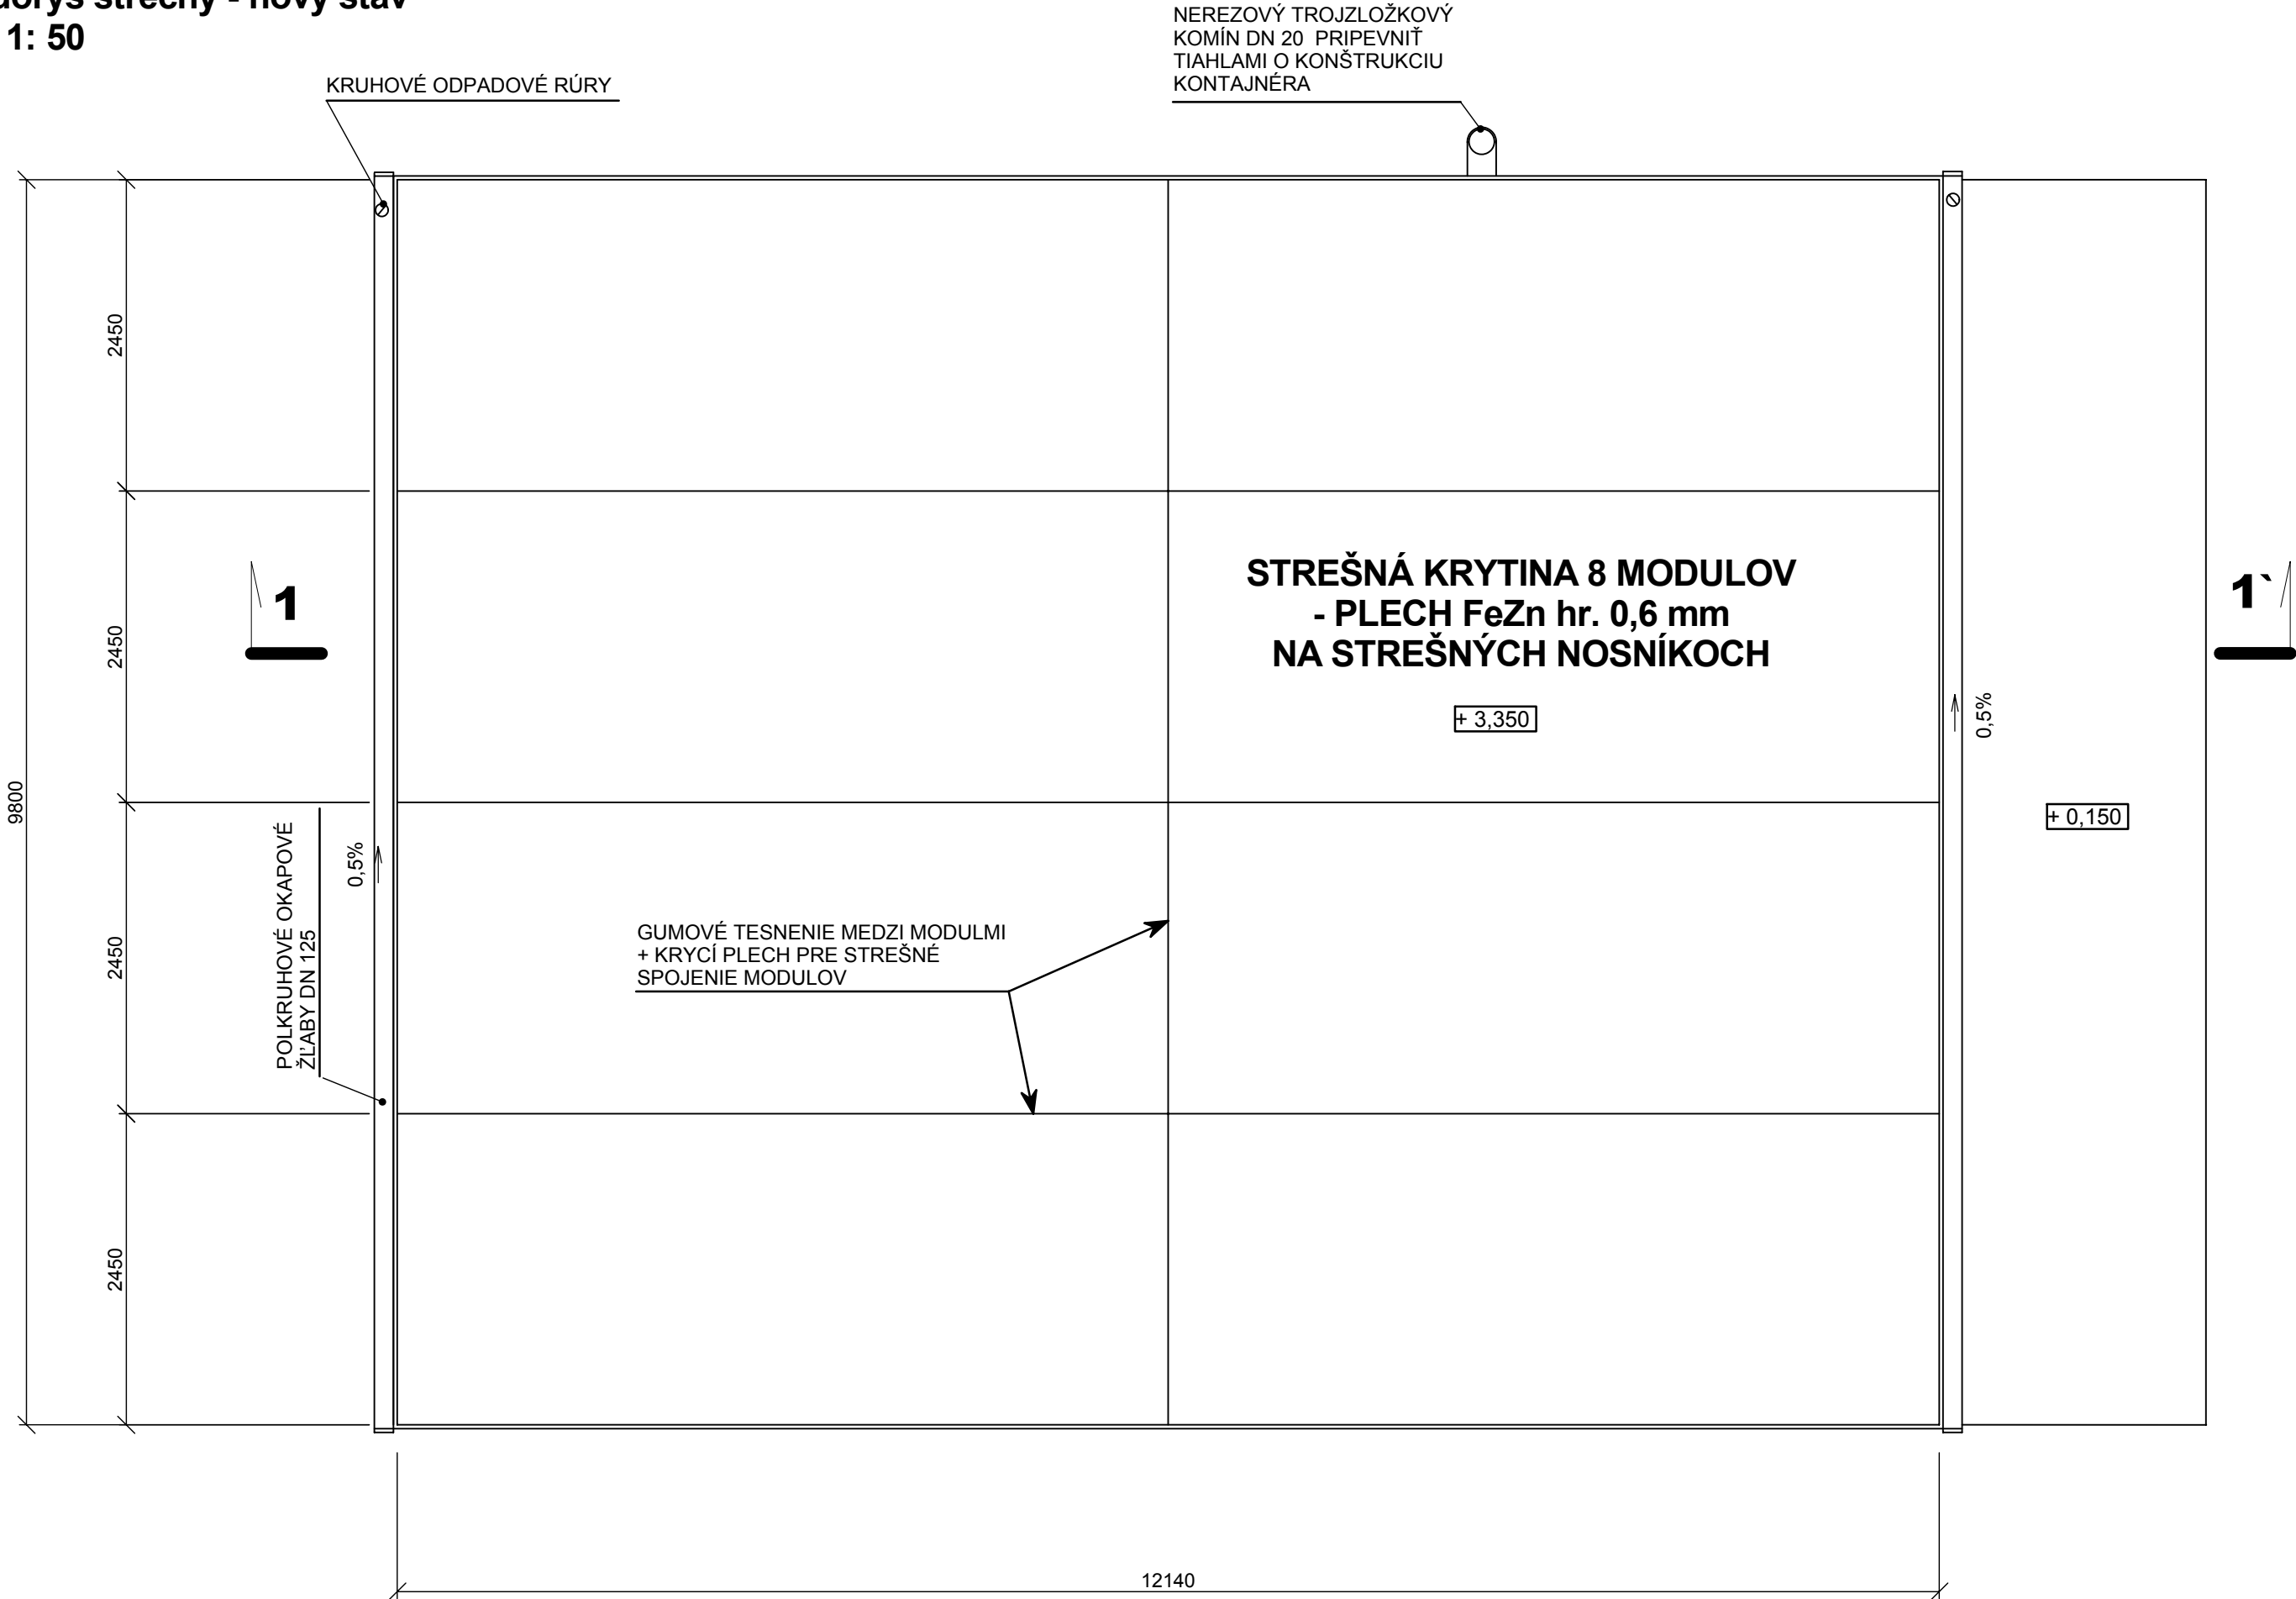 strechy - nový stav
1: 50
NEREZOVÝ TROJZLOŽKOVÝ
KOMÍN DN 20 PRIPEVNIŤ
TIAHLAMI O KONŠTRUKCIU
KONTAJNÉRA
KRUHOVÉ ODPADOVÉ RÚRY
2450
2450
2450
2450
9800
1
1`
STREŠNÁ KRYTINA 8 MODULOV
- PLECH FeZn hr. 0,6 mm
NA STREŠNÝCH NOSNÍKOCH
+ 3,350
0,5%
+ 0,150
POLKRUHOVÉ OKAPOVÉ
ŽĽABY DN 125
0,5%
GUMOVÉ TESNENIE MEDZI MODULMI
+ KRYCÍ PLECH PRE STREŠNÉ
SPOJENIE MODULOV
12140